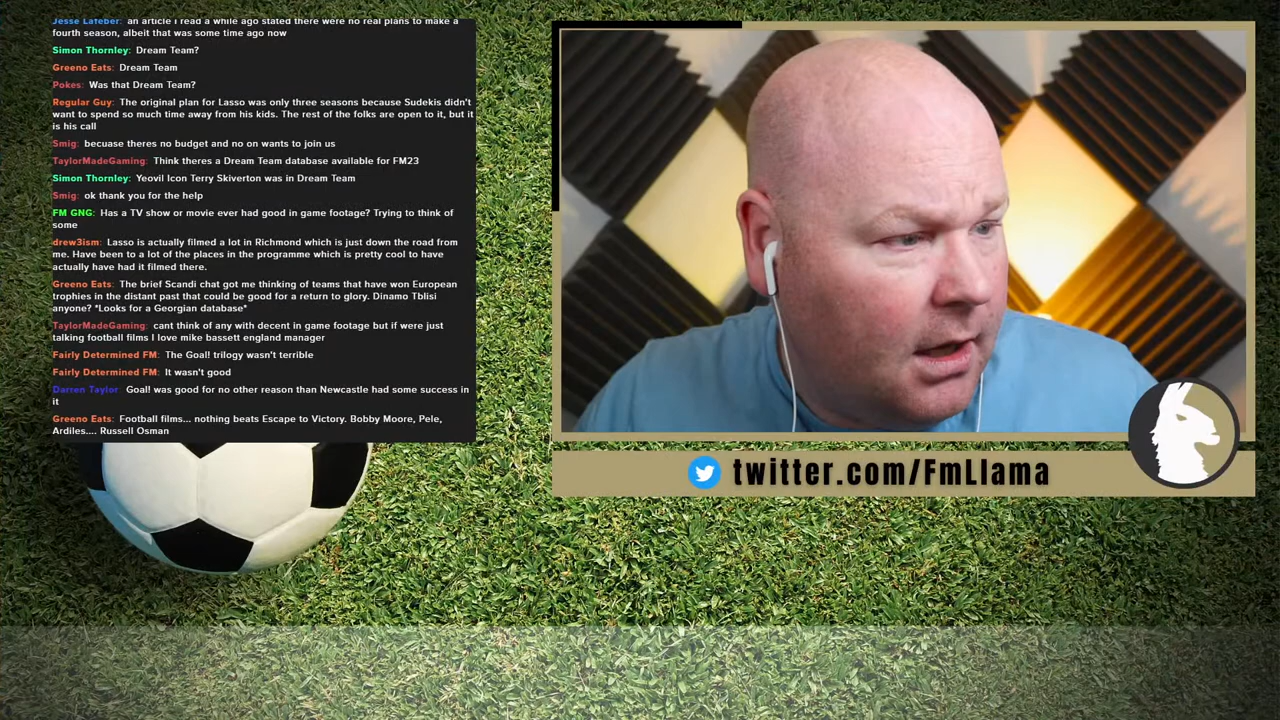 Jesse Lafeber: an article i read a while ago stated there were no real plans to make a
fourth season, albeit that was some time ago now
Simon Thornley: Dream Team?
Greeno Eats: Dream Team
Pokes: Was that Dream Team?
Regular Guy: The original plan for Lasso was only three seasons because Sudekis didn't
want to spend so much time away from his kids. The rest of the folks are open to it, but it
is his call
Smig: becuase theres no budget and no on wants to join us
TaylorMadeGaming: Think theres a Dream Team database available for FM23
Simon Thornley: Yeovil Icon Terry Skiverton was in Dream Team
Smig: ok thank you for the help
FM GNG: Has a TV show or movie ever had good in game footage? Trying to think of
some
drew3ism: Lasso is actually filmed a lot in Richmond which is just down the road from
me. Have been to a lot of the places in the programme which is pretty cool to have
actually have had it filmed there.
Greeno Eats: The brief Scandi chat got me thinking of teams that have won European
trophies in the distant past that could be good for a return to glory. Dinamo Tblisi
anyone? *Looks for a Georgian database*
TaylorMadeGaming: cant think of any with decent in game footage but if were just
talking football films I love mike bassett england manager
Fairly Determined FM: The Goal! trilogy wasn't terrible
Fairly Determined FM: It wasn't good
Darren Taylor: Goal! was good for no other reason than Newcastle had some success in
it
Greeno Eats: Football films... nothing beats Escape to Victory. Bobby Moore, Pele,
Ardiles.... Russell Osman
twitter.com/FmLlama